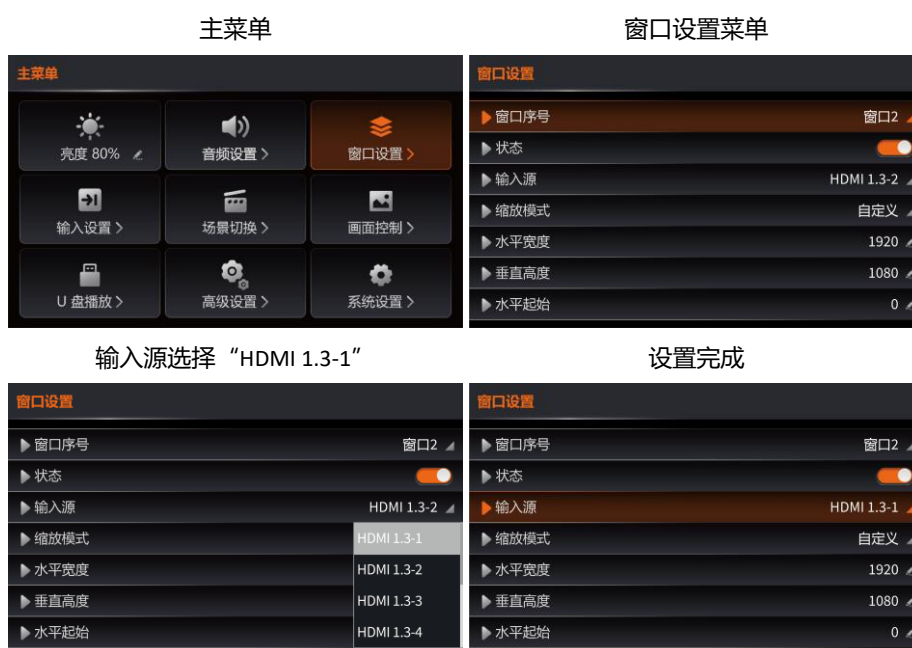 主菜单
窗口设置菜单
主菜单
亮度 80%
音频设置 >
窗口设置 >
输入设置 >
场景切换 >
画面控制 >
U 盘播放 >
高级设置 >
系统设置 >
窗口设置
窗口序号 窗口2
状态
输入源 HDMI 1.3-2
缩放模式 自定义
水平宽度 1920
垂直高度 1080
水平起始 0
输入源选择“HDMI 1.3-1”
设置完成
窗口设置
窗口序号 窗口2
状态
输入源 HDMI 1.3-2
缩放模式 HDMI 1.3-1
水平宽度 HDMI 1.3-2
垂直高度 HDMI 1.3-3
水平起始 HDMI 1.3-4
窗口设置
窗口序号 窗口2
状态
输入源 HDMI 1.3-1
缩放模式 自定义
水平宽度 1920
垂直高度 1080
水平起始 0